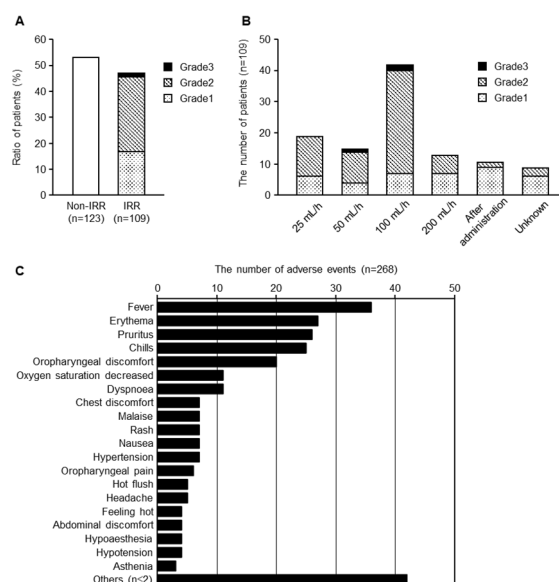 A
Ratio of patients (%)
60
50
40
30
20
10
0
Non-IRR
(n=123)
IRR
(n=109)
Grade3
Grade2
Grade1
B
The number of patients (n=109)
50
40
30
20
10
0
25 mL/h
50 mL/h
100 mL/h
200 mL/h
After
administration
Unknown
Grade3
Grade2
Grade1
C
The number of adverse events (n=268)
0 10 20 30 40 50
Fever
Erythema
Pruritus
Chills
Oropharyngeal discomfort
Oxygen saturation decreased
Dyspnoea
Chest discomfort
Malaise
Rash
Nausea
Hypertension
Oropharyngeal pain
Hot flush
Headache
Feeling hot
Abdominal discomfort
Hypoaesthesia
Hypotension
Asthenia
Others (n≤2)